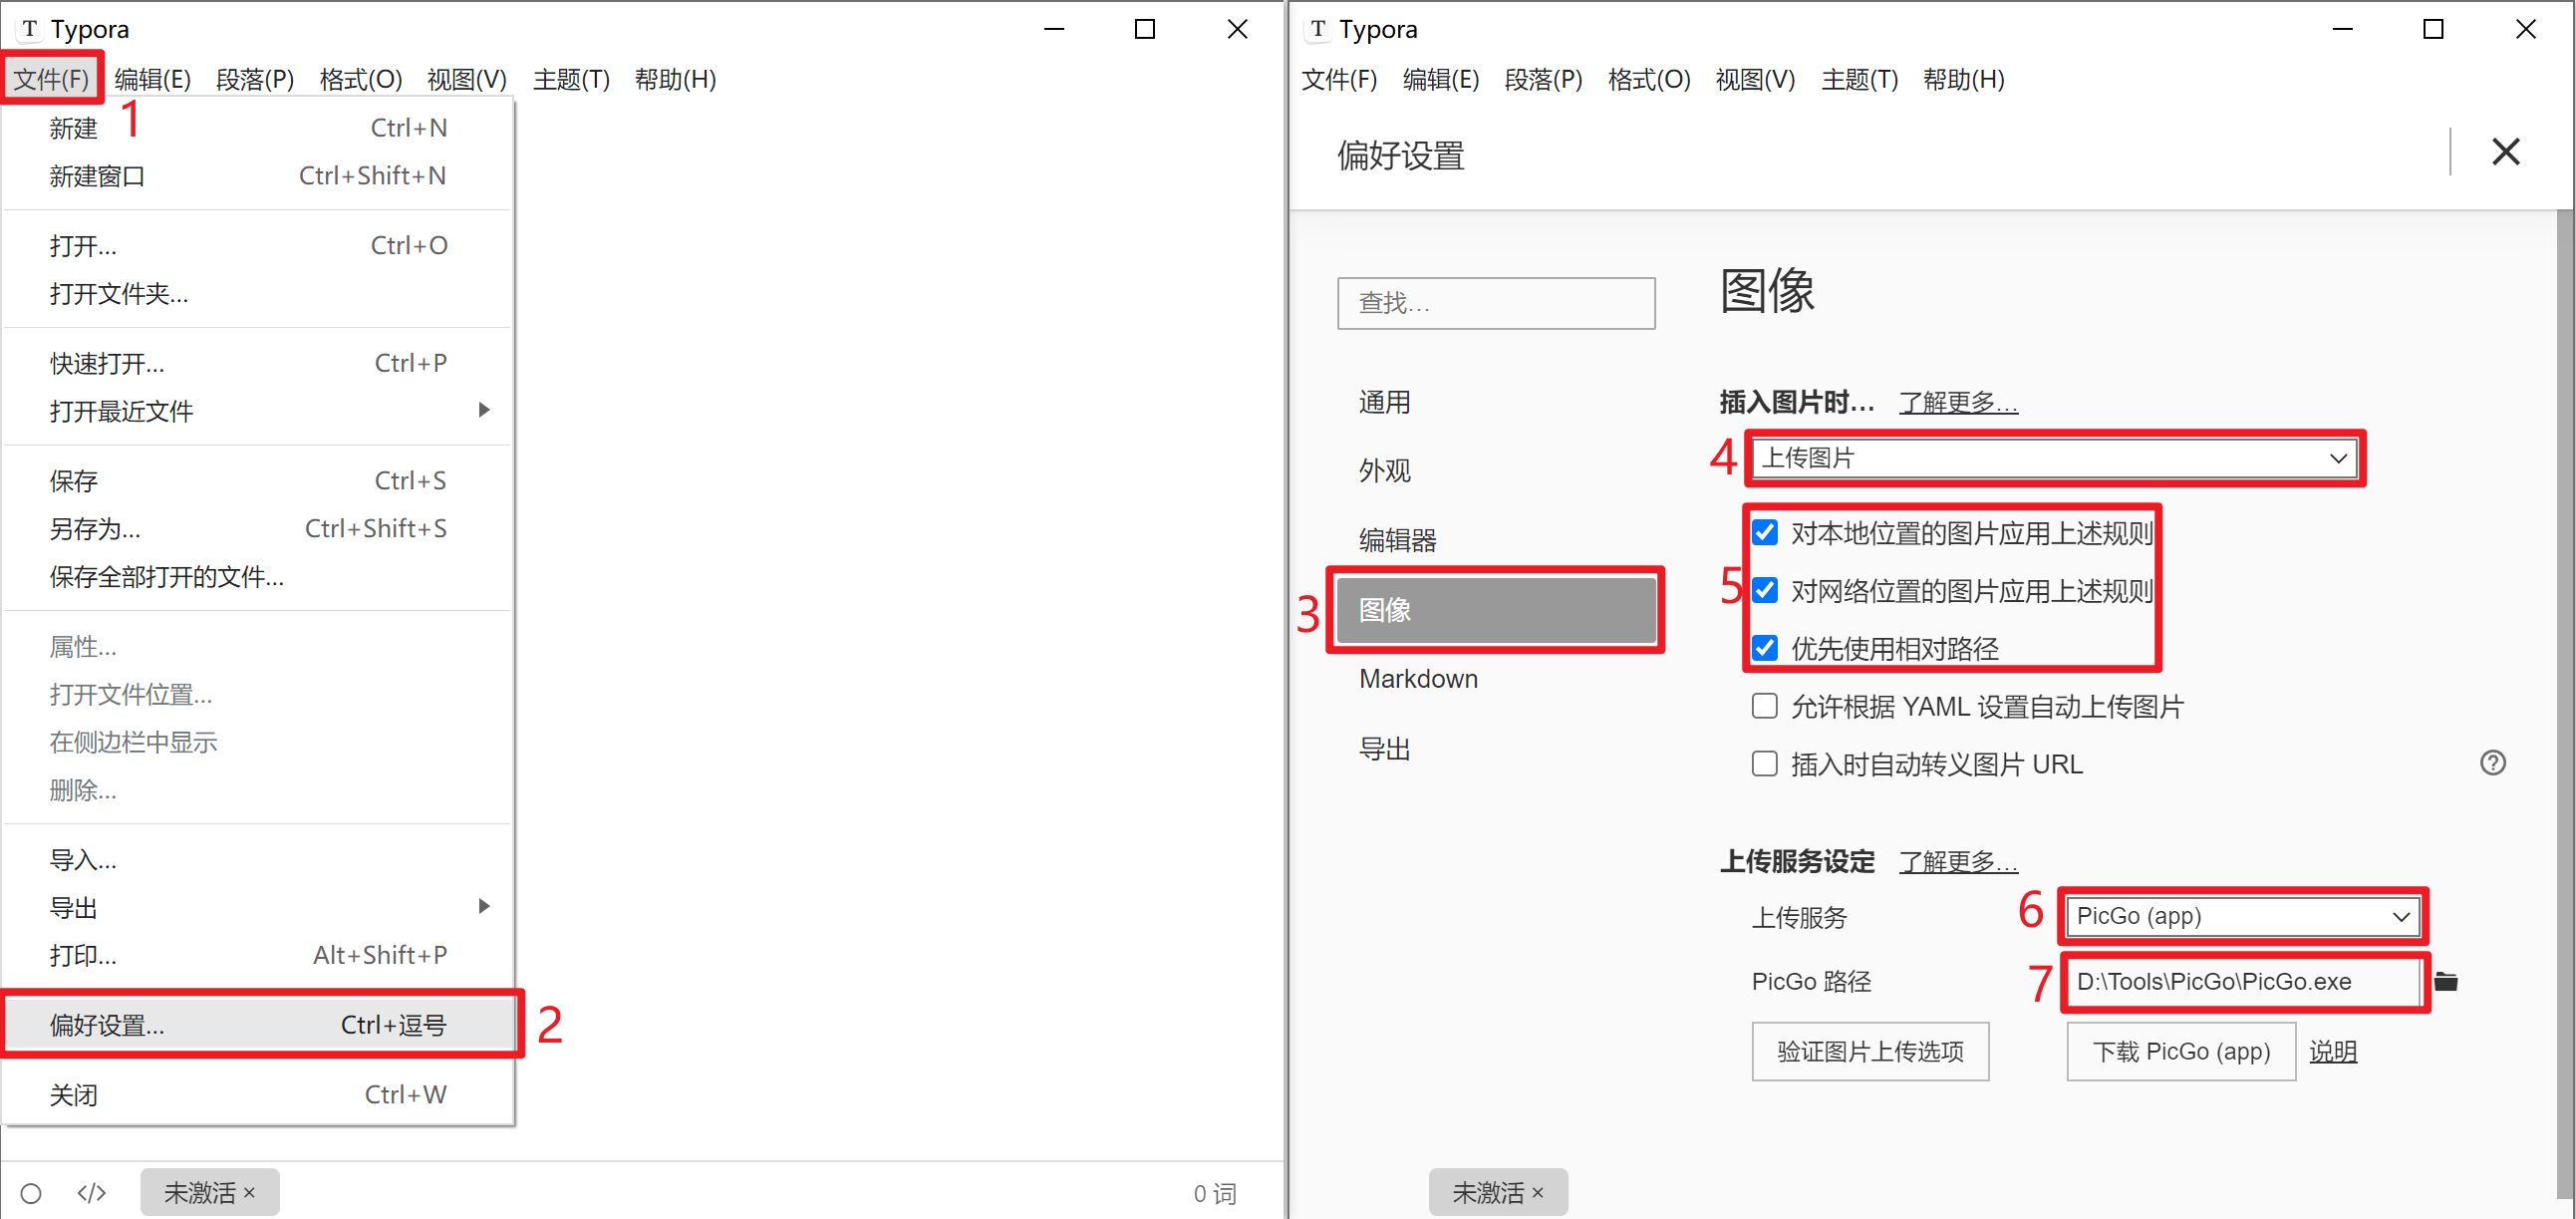 T Typora
文件(F) 编辑(E) 段落(P) 格式(O) 视图(V) 主题(T) 帮助(H)
1
新建 Ctrl+N
新建窗口 Ctrl+Shift+N
打开... Ctrl+O
打开文件夹...
快速打开... Ctrl+P
打开最近文件
保存 Ctrl+S
另存为... Ctrl+Shift+S
保存全部打开的文件...
属性...
打开文件位置...
在侧边栏中显示
删除...
导入...
导出
打印... Alt+Shift+P
偏好设置... Ctrl+逗号 2
关闭 Ctrl+W
</> 未激活 × 0 词
T Typora
文件(F) 编辑(E) 段落(P) 格式(O) 视图(V) 主题(T) 帮助(H)
偏好设置
查找...
通用
外观
编辑器
3 图像
Markdown
导出
图像
插入图片时... 了解更多...
4 上传图片
5
对本地位置的图片应用上述规则
对网络位置的图片应用上述规则
优先使用相对路径
允许根据 YAML 设置自动上传图片
插入时自动转义图片 URL ?
上传服务设定 了解更多...
上传服务 6 PicGo (app)
PicGo 路径 7 D:\Tools\PicGo\PicGo.exe
验证图片上传选项 下载 PicGo (app) 说明
未激活 ×